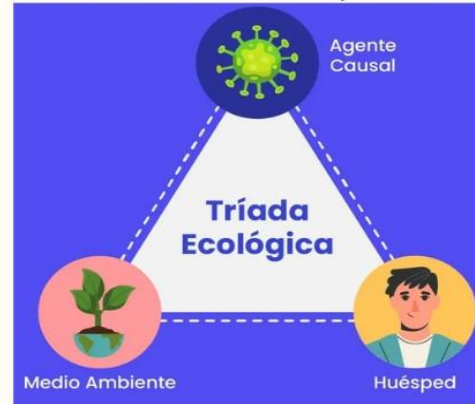 Agente
Causal
Tríada
Ecológica
Medio Ambiente
Huésped